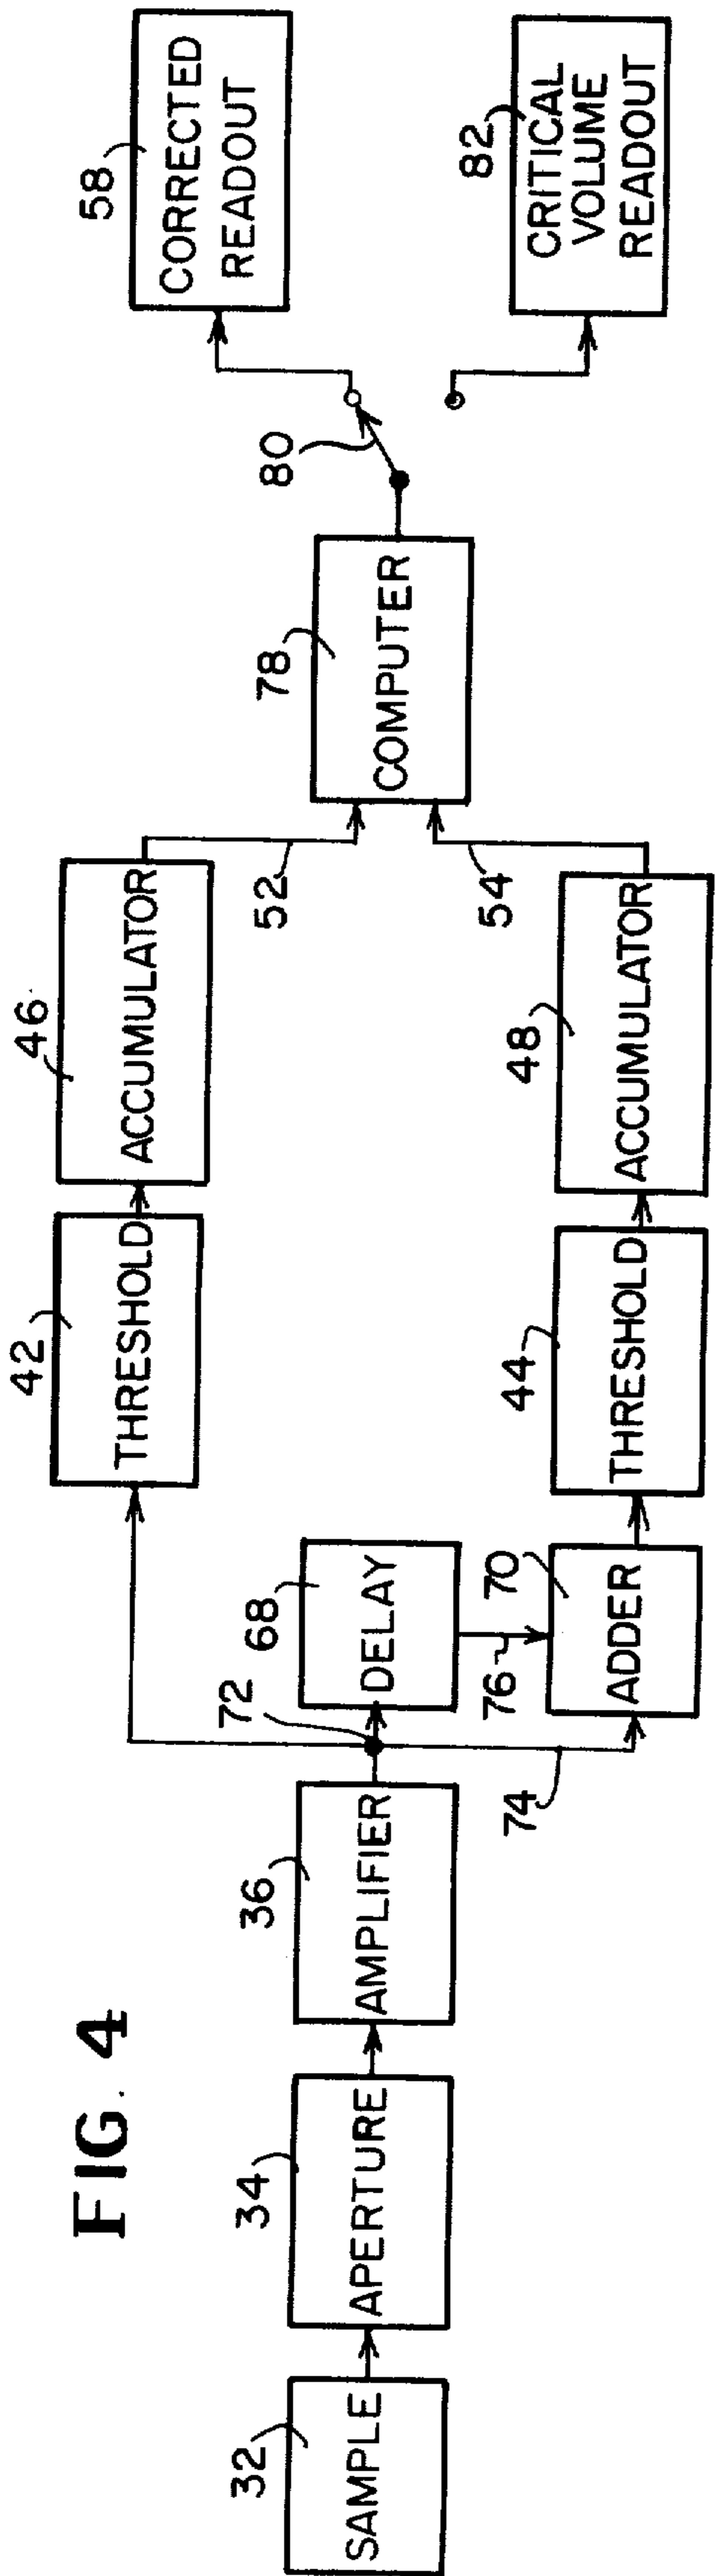 FIG. 4
32
SAMPLE
34
APERTURE
36
AMPLIFIER
72
68
DELAY
74
76
70
ADDER
42
THRESHOLD
44
THRESHOLD
46
ACCUMULATOR
48
ACCUMULATOR
52
54
78
COMPUTER
80
58
CORRECTED
READOUT
82
CRITICAL
VOLUME
READOUT